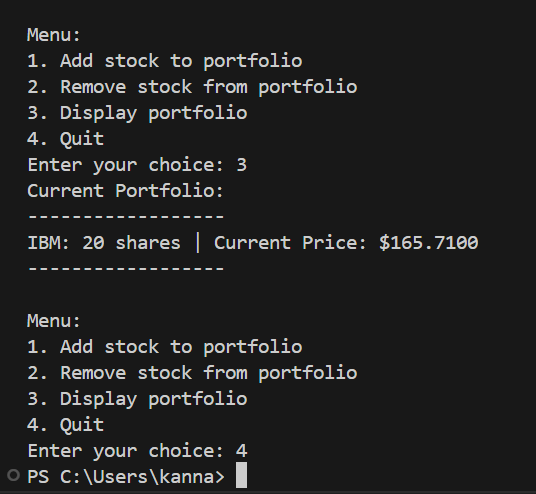 Menu:
1. Add stock to portfolio
2. Remove stock from portfolio
3. Display portfolio
4. Quit
Enter your choice: 3
Current Portfolio:
------------------
IBM: 20 shares | Current Price: $165.7100
------------------
Menu:
1. Add stock to portfolio
2. Remove stock from portfolio
3. Display portfolio
4. Quit
Enter your choice: 4
PS C:\Users\kanna>